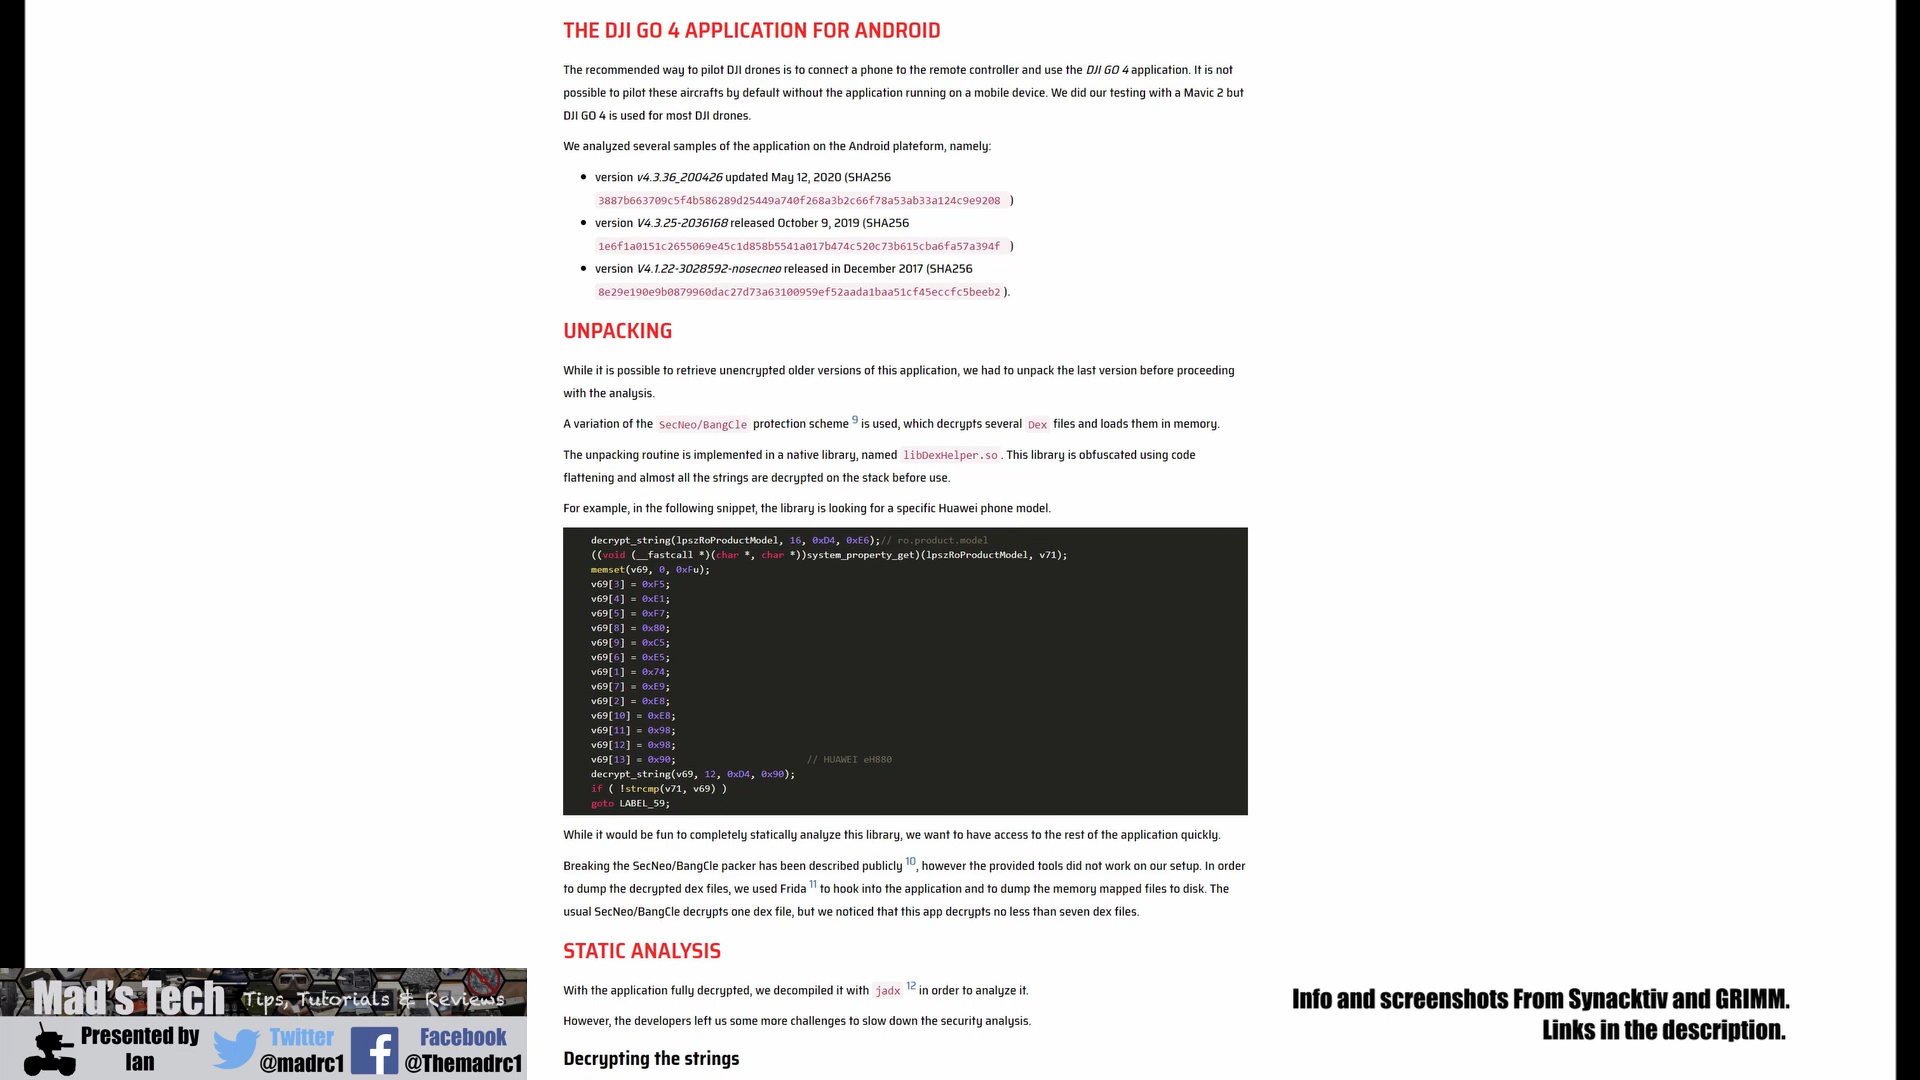 THE DJI GO 4 APPLICATION FOR ANDROID
The recommended way to pilot DJI drones is to connect a phone to the remote controller and use the DJI GO 4 application. It is not
possible to pilot these aircrafts by default without the application running on a mobile device. We did our testing with a Mavic 2 but
DJI GO 4 is used for most DJI drones.
We analyzed several samples of the application on the Android plateform, namely:
• version v4.3.36_200426 updated May 12, 2020 (SHA256
3887b663709c5f4b586289d25449a740f268a3b2c66f78a53ab33a124c9e9208 )
• version V4.3.25-2036168 released October 9, 2019 (SHA256
1e6f1a0151c2655069e45c1d858b5541a017b474c520c73b615cba6fa57a394f )
• version V4.1.22-3028592-nosecneo released in December 2017 (SHA256
8e29e190e9b0879960dac27d73a63100959ef52aada1baa51cf45eccfc5beeb2 ).
UNPACKING
While it is possible to retrieve unencrypted older versions of this application, we had to unpack the last version before proceeding
with the analysis.
A variation of the SecNeo/BangCle protection scheme 9 is used, which decrypts several Dex files and loads them in memory.
The unpacking routine is implemented in a native library, named libDexHelper.so . This library is obfuscated using code
flattening and almost all the strings are decrypted on the stack before use.
For example, in the following snippet, the library is looking for a specific Huawei phone model.
decrypt_string(lpszRoProductModel, 16, 0xD4, 0xE6);// ro.product.model
((void (__fastcall *)(char *, char *))system_property_get)(lpszRoProductModel, v71);
memset(v69, 0, 0xFu);
v69[3] = 0xF5;
v69[4] = 0xE1;
v69[5] = 0xF7;
v69[8] = 0x80;
v69[9] = 0xC5;
v69[6] = 0xE5;
v69[1] = 0x74;
v69[7] = 0xE9;
v69[2] = 0xE8;
v69[10] = 0xE8;
v69[11] = 0x98;
v69[12] = 0x98;
v69[13] = 0x90; // HUAWEI eH880
decrypt_string(v69, 12, 0xD4, 0x90);
if ( !strcmp(v71, v69) )
goto LABEL_59;
While it would be fun to completely statically analyze this library, we want to have access to the rest of the application quickly.
Breaking the SecNeo/BangCle packer has been described publicly 10, however the provided tools did not work on our setup. In order
to dump the decrypted dex files, we used Frida 11 to hook into the application and to dump the memory mapped files to disk. The
usual SecNeo/BangCle decrypts one dex file, but we noticed that this app decrypts no less than seven dex files.
STATIC ANALYSIS
With the application fully decrypted, we decompiled it with jadx 12 in order to analyze it.
However, the developers left us some more challenges to slow down the security analysis.
Decrypting the strings
Mad's Tech Tips, Tutorials & Reviews
Presented by
Ian
Twitter
@madrc1
Facebook
@Themadrc1
Info and screenshots From Synacktiv and GRIMM.
Links in the description.